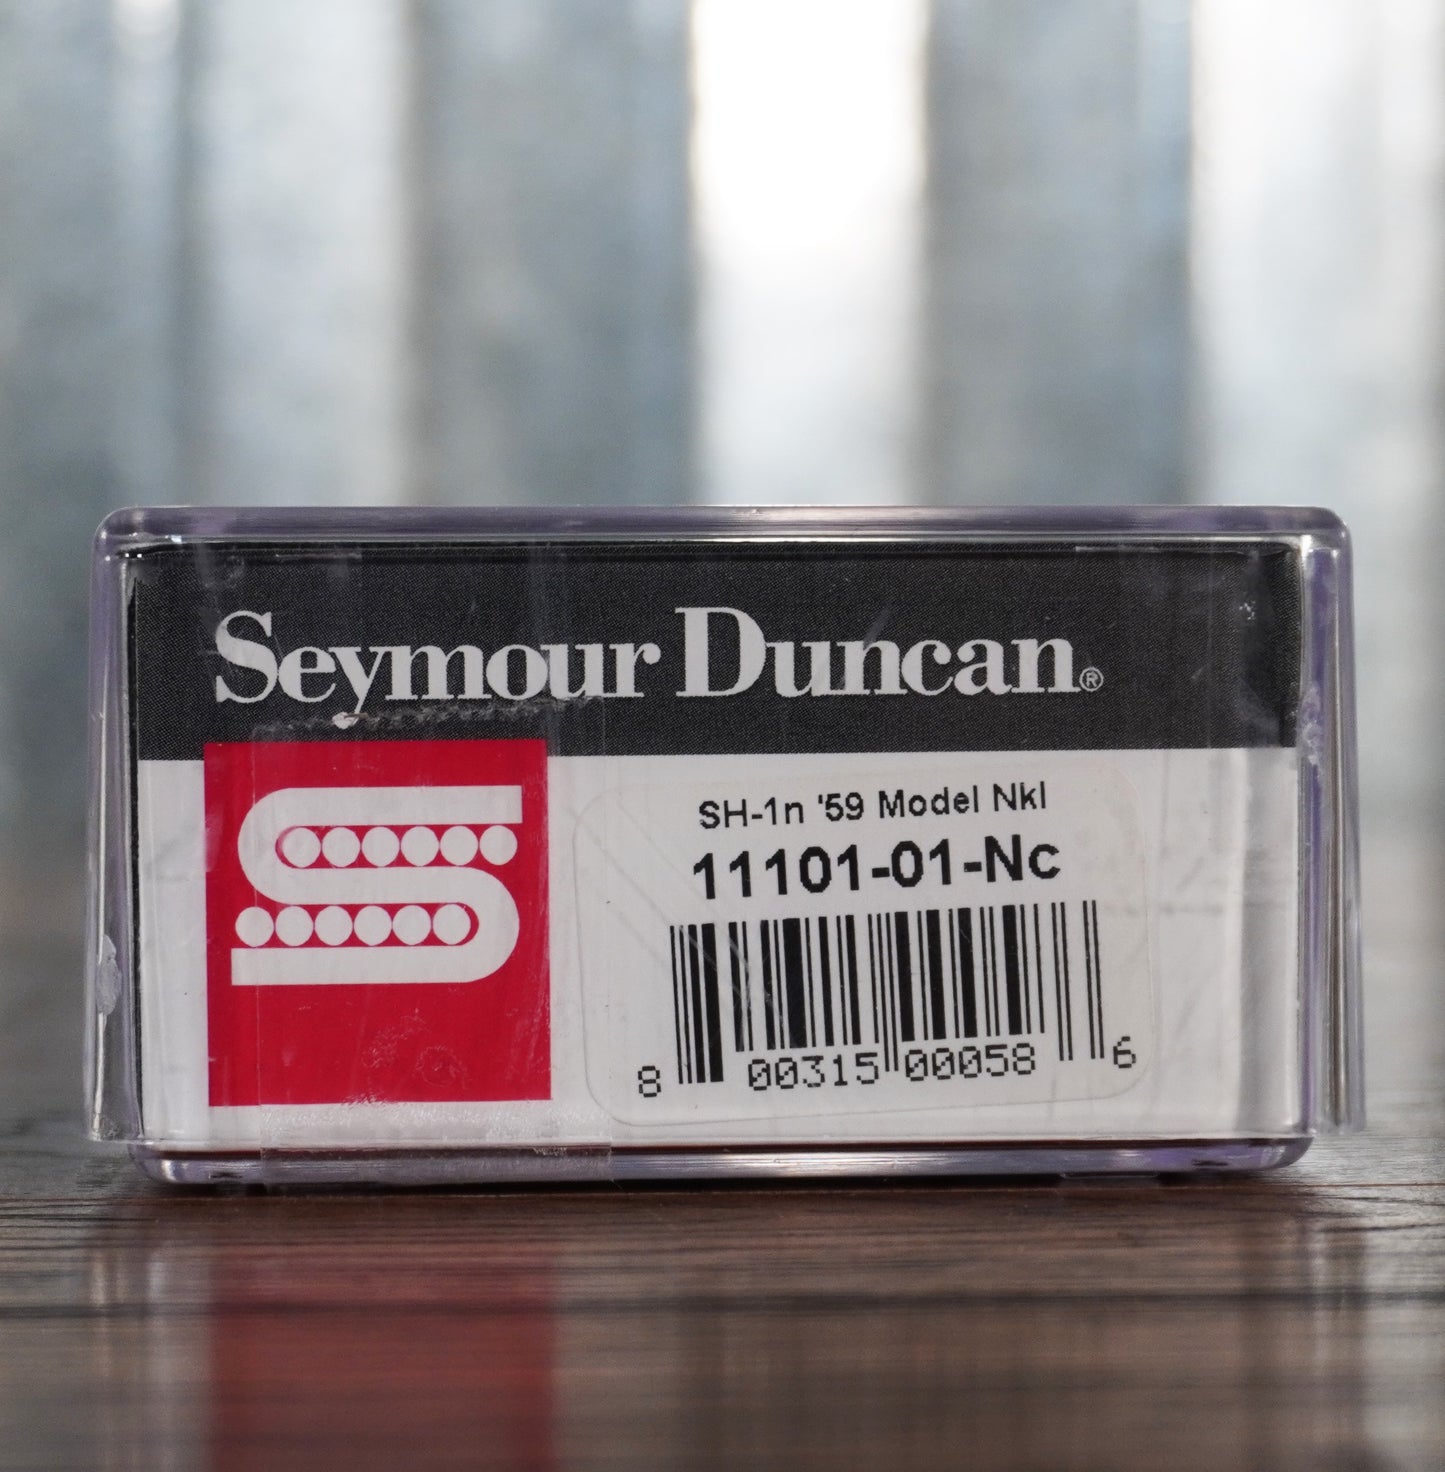 Seymour Duncan®
SH-1n '59 Model Nkl
11101-01-Nc
8 00315 00058 6